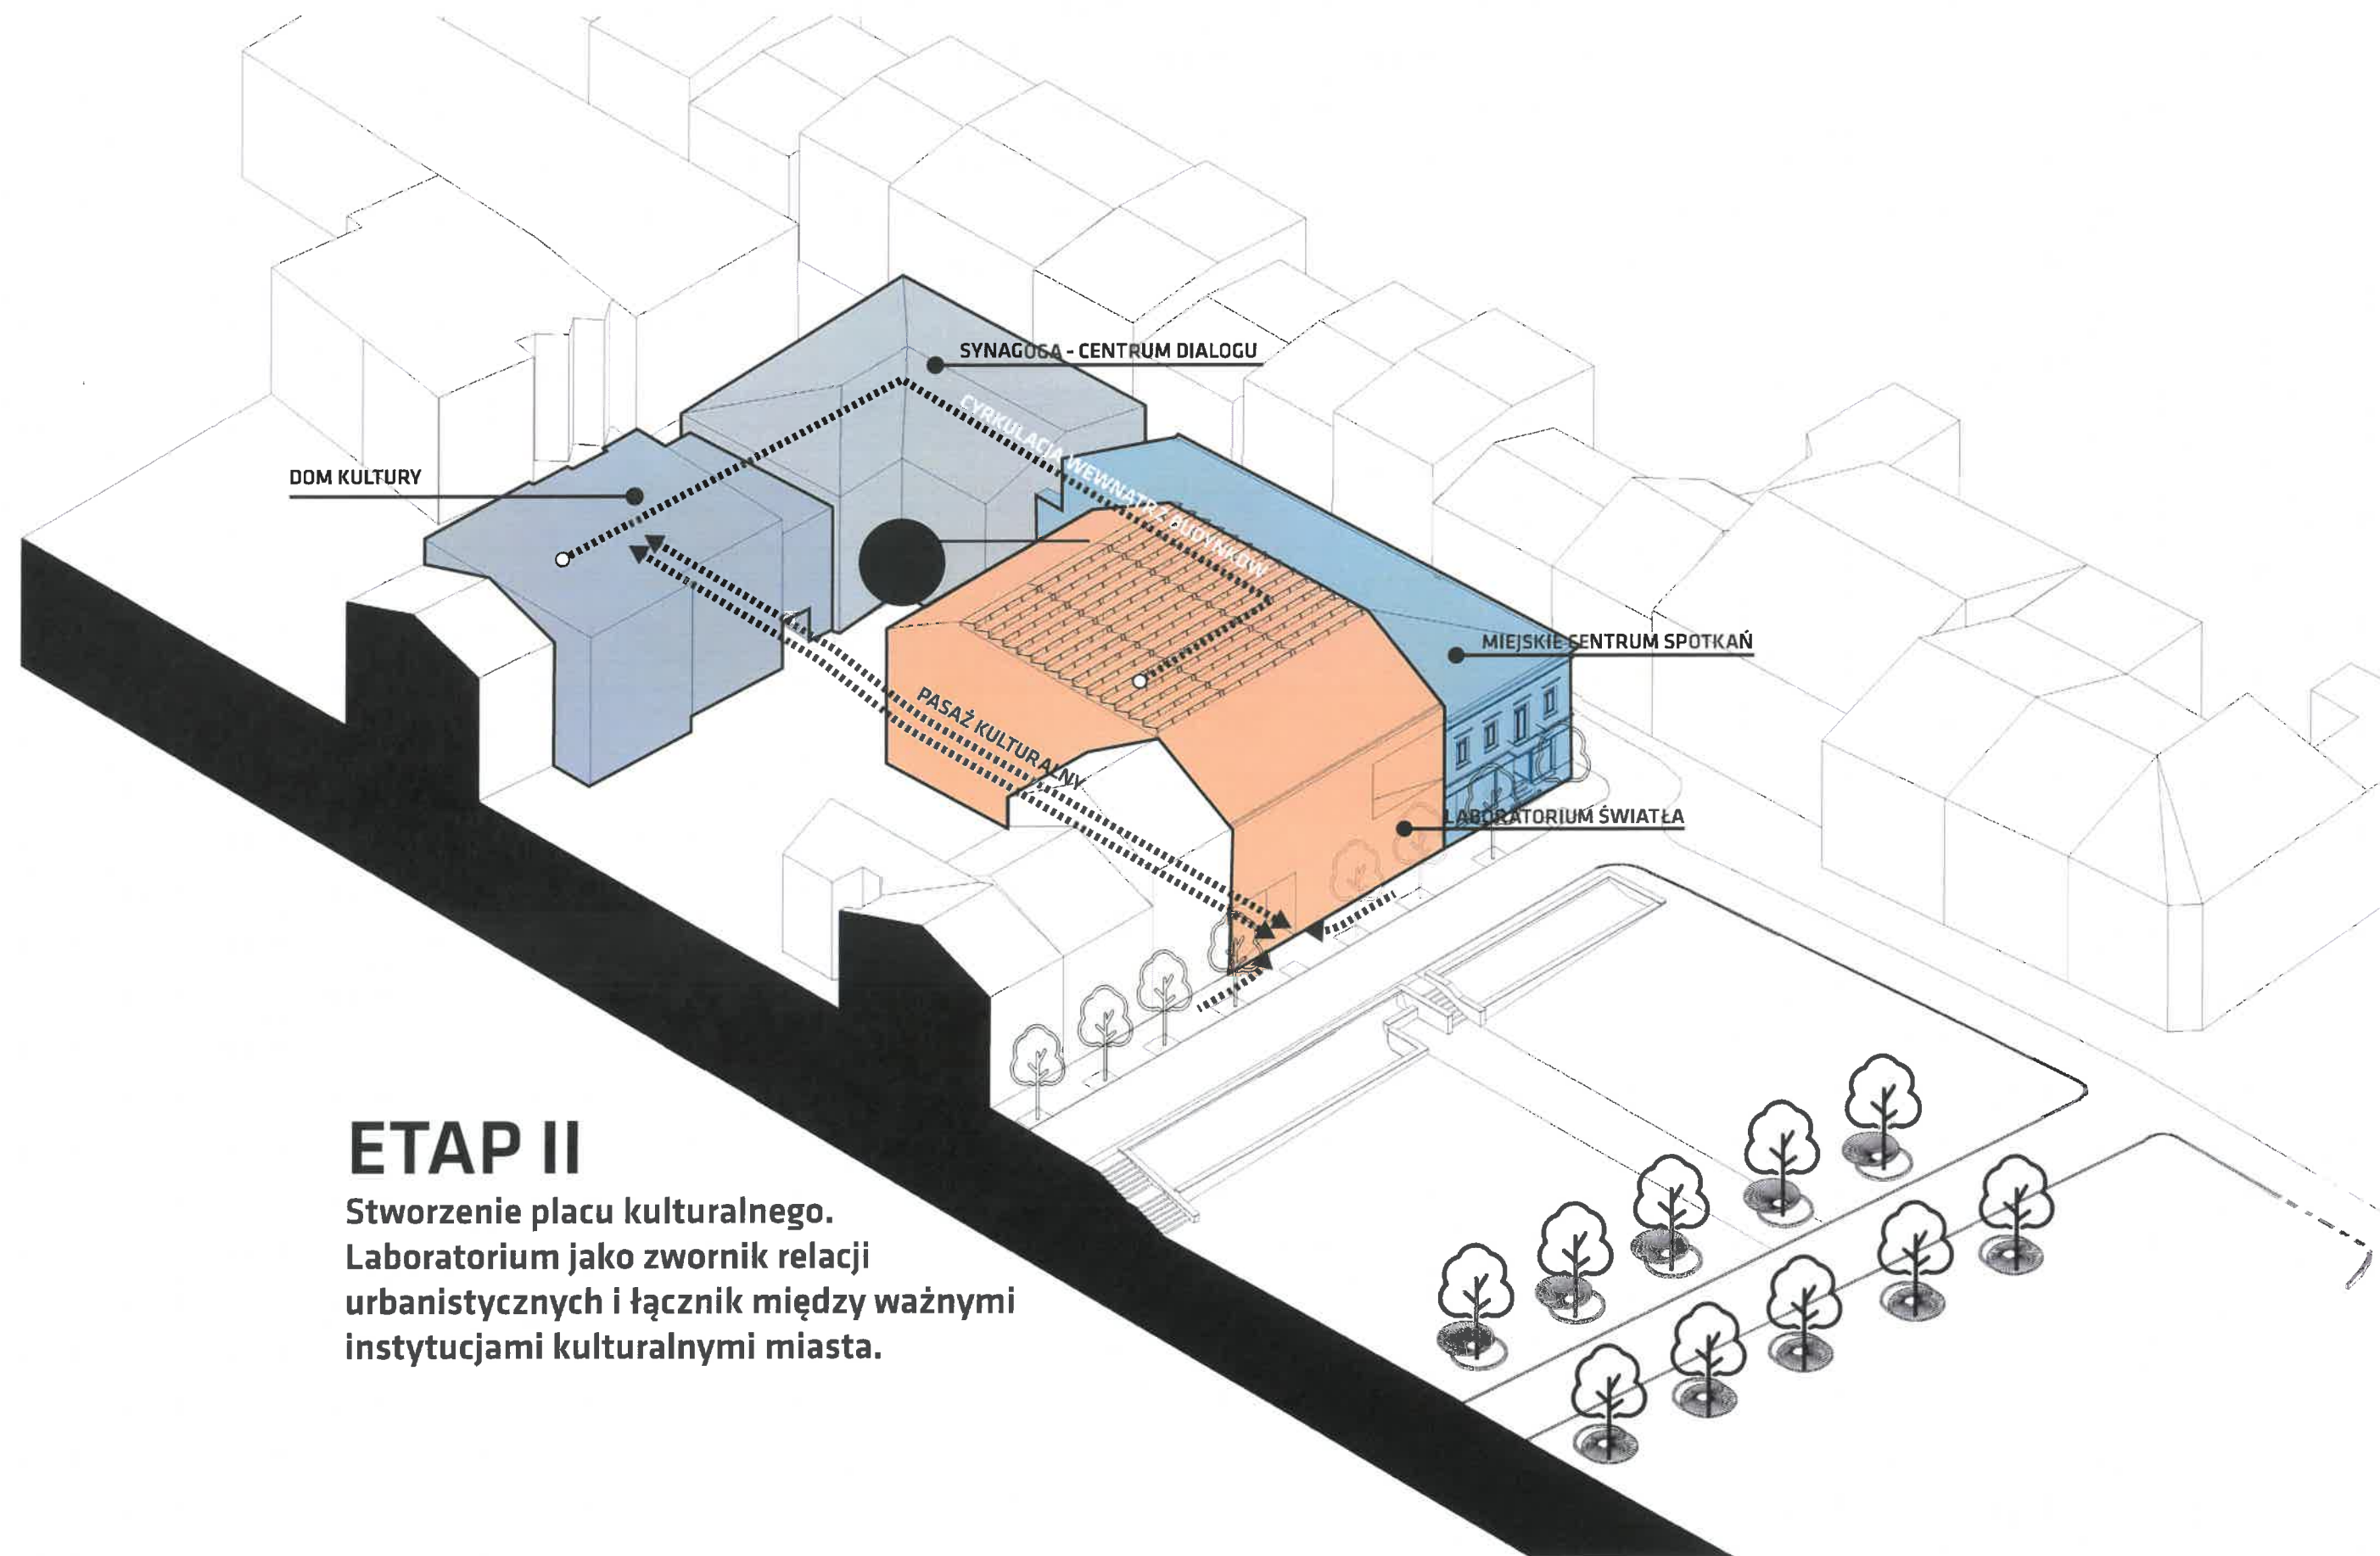 SYNAGOGA - CENTRUM DIALOGU
CYRKULACJA WEWNĄTRZ BUDYNKÓW
DOM KULTURY
MIEJSKIE CENTRUM SPOTKAŃ
PASAŻ KULTURALNY
LABORATORIUM ŚWIATŁA
ETAP II
Stworzenie placu kulturalnego.
Laboratorium jako zwornik relacji
urbanistycznych i łącznik między ważnymi
instytucjami kulturalnymi miasta.